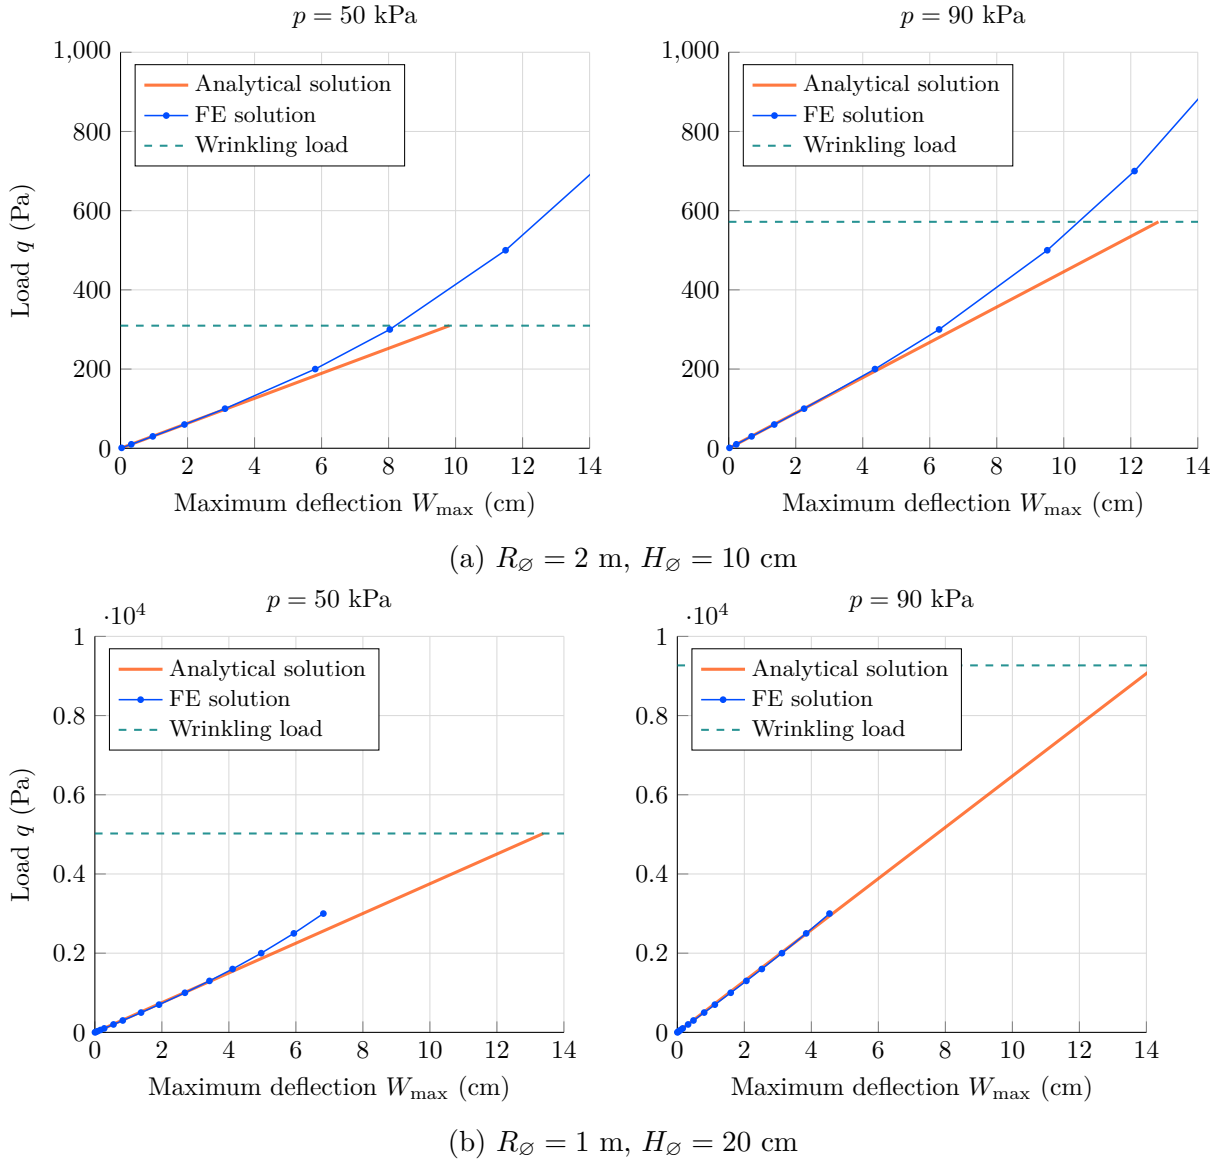 p = 50 kPa
1,000
800
600
400
200
0
Load q (Pa)
Analytical solution
FE solution
Wrinkling load
0 2 4 6 8 10 12 14
Maximum deflection W_max (cm)
p = 90 kPa
1,000
800
600
400
200
0
Analytical solution
FE solution
Wrinkling load
0 2 4 6 8 10 12 14
Maximum deflection W_max (cm)
(a) R_∅ = 2 m, H_∅ = 10 cm
p = 50 kPa
·10⁴
1
0.8
0.6
0.4
0.2
0
Load q (Pa)
Analytical solution
FE solution
Wrinkling load
0 2 4 6 8 10 12 14
Maximum deflection W_max (cm)
p = 90 kPa
·10⁴
1
0.8
0.6
0.4
0.2
0
Analytical solution
FE solution
Wrinkling load
0 2 4 6 8 10 12 14
Maximum deflection W_max (cm)
(b) R_∅ = 1 m, H_∅ = 20 cm